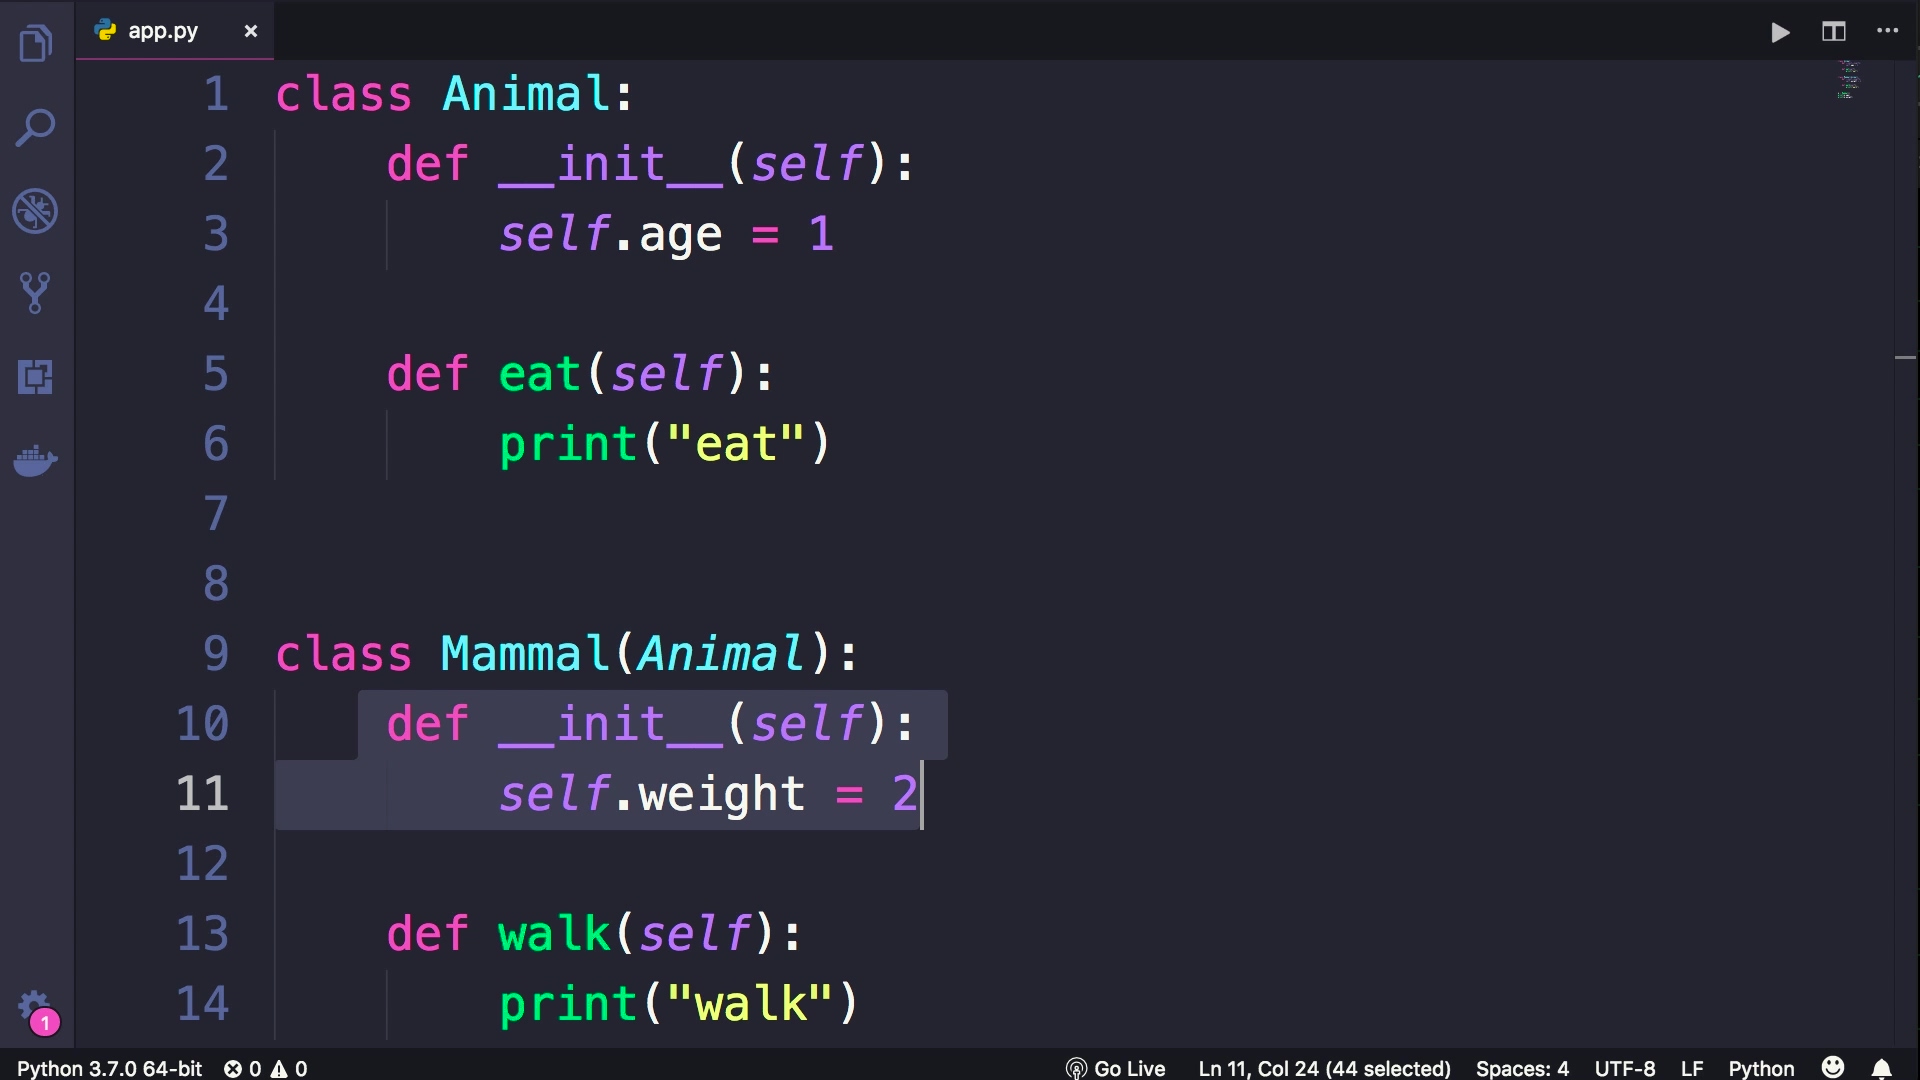 app.py ×
1 class Animal:
2     def __init__(self):
3         self.age = 1
4
5     def eat(self):
6         print("eat")
7
8
9 class Mammal(Animal):
10     def __init__(self):
11         self.weight = 2
12
13     def walk(self):
14         print("walk")
1
Python 3.7.0 64-bit 0 0 Go Live Ln 11, Col 24 (44 selected) Spaces: 4 UTF-8 LF Python